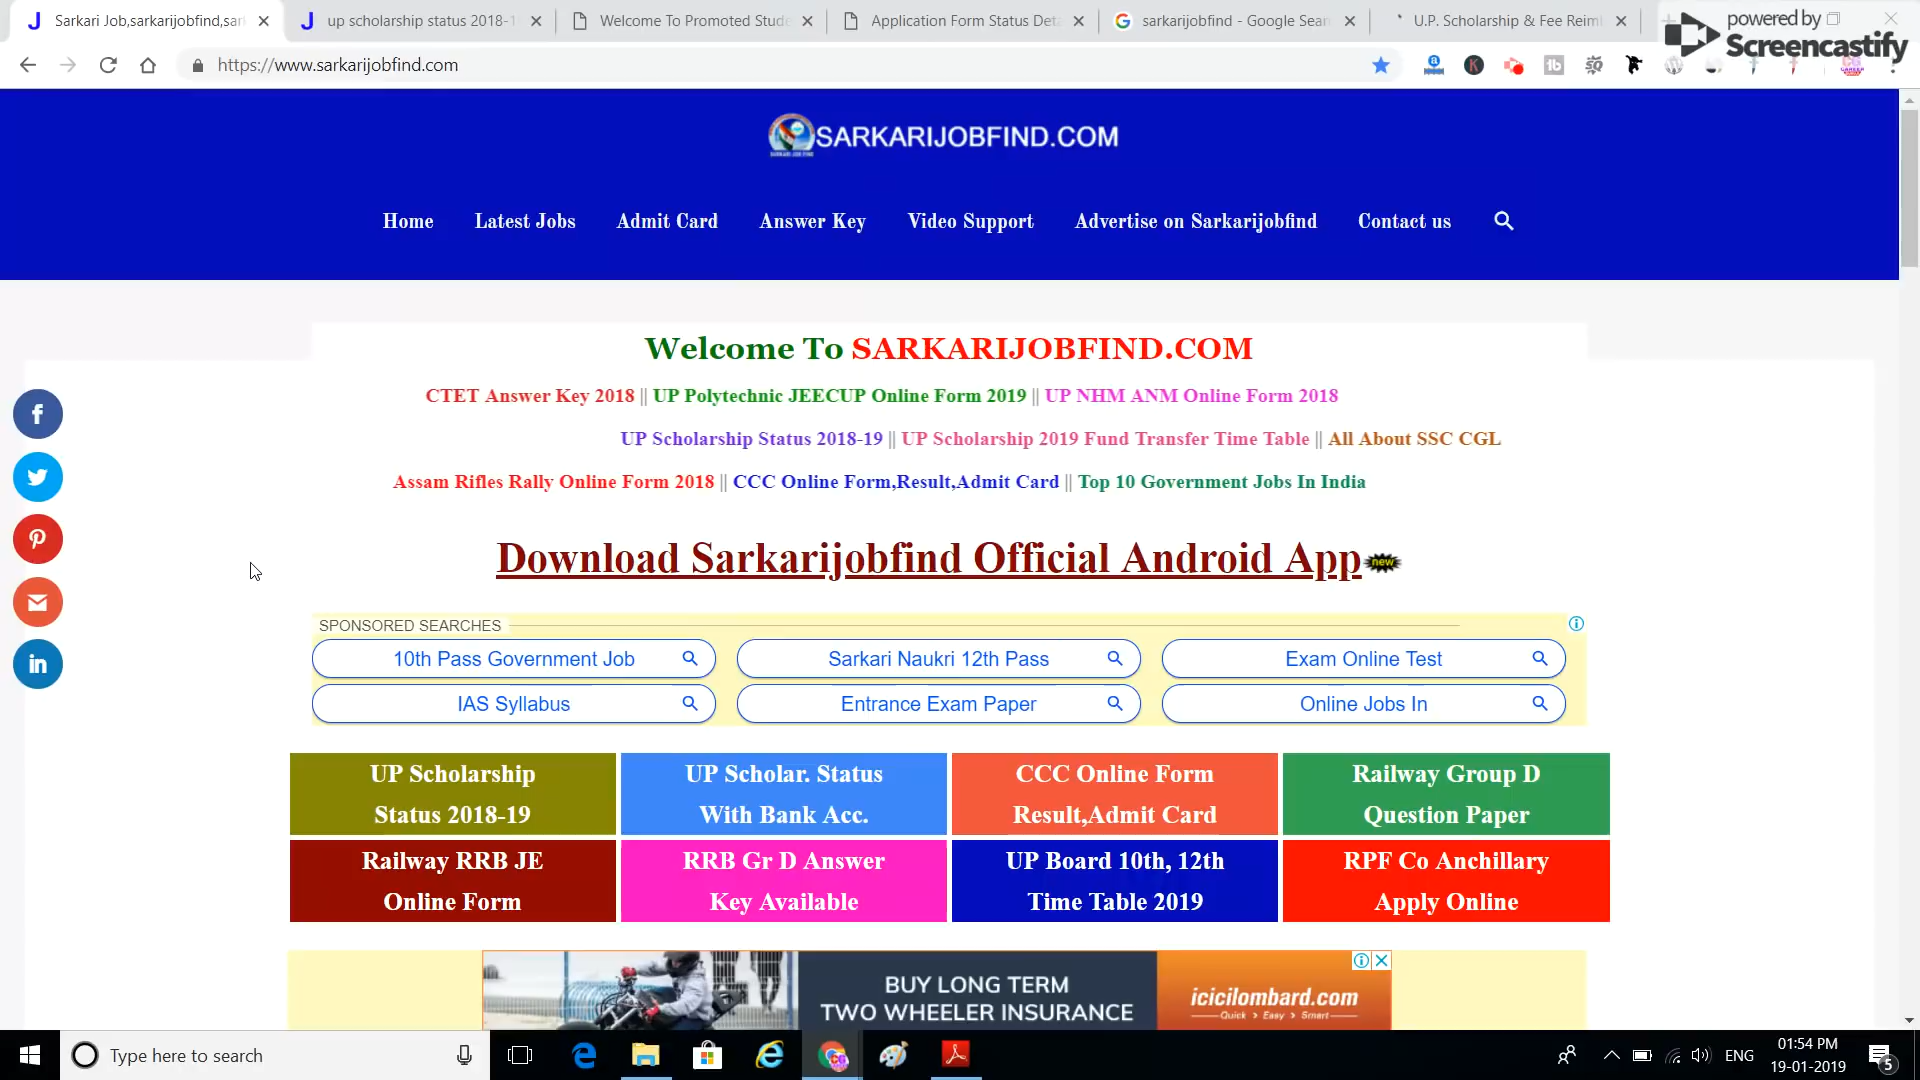 Sarkari Job,sarkarijobfind,sar
up scholarship status 2018-1
Welcome To Promoted Stude
Application Form Status Deta
sarkarijobfind - Google Sear
U.P. Scholarship & Fee Reim
powered by
Screencastify
https://www.sarkarijobfind.com
SARKARIJOBFIND.COM
Home
Latest Jobs
Admit Card
Answer Key
Video Support
Advertise on Sarkarijobfind
Contact us
Welcome To SARKARIJOBFIND.COM
CTET Answer Key 2018 || UP Polytechnic JEECUP Online Form 2019 || UP NHM ANM Online Form 2018
UP Scholarship Status 2018-19 || UP Scholarship 2019 Fund Transfer Time Table || All About SSC CGL
Assam Rifles Rally Online Form 2018 || CCC Online Form,Result,Admit Card || Top 10 Government Jobs In India
Download Sarkarijobfind Official Android App
new
SPONSORED SEARCHES
10th Pass Government Job
Sarkari Naukri 12th Pass
Exam Online Test
IAS Syllabus
Entrance Exam Paper
Online Jobs In
UP Scholarship
Status 2018-19
UP Scholar. Status
With Bank Acc.
CCC Online Form
Result,Admit Card
Railway Group D
Question Paper
Railway RRB JE
Online Form
RRB Gr D Answer
Key Available
UP Board 10th, 12th
Time Table 2019
RPF Co Anchillary
Apply Online
BUY LONG TERM
TWO WHEELER INSURANCE
icicilombard.com
Quick > Easy > Smart
Type here to search
ENG
01:54 PM
19-01-2019
5